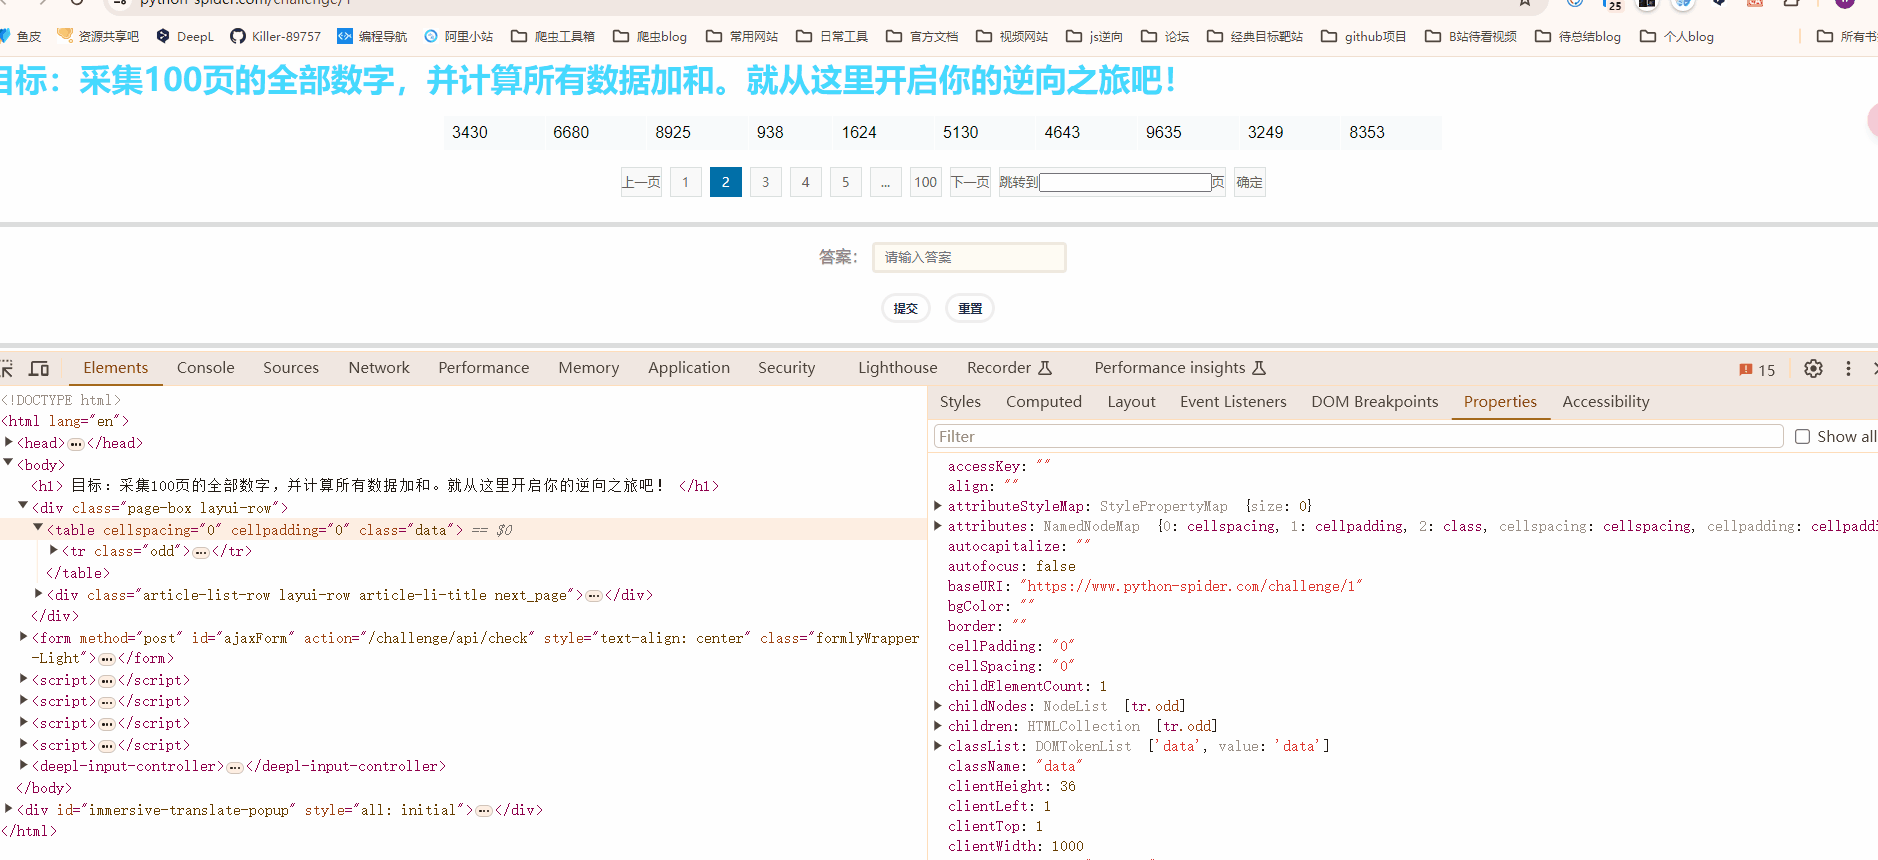 python-spider.com/challenge/1
25
鱼皮 资源共享吧 DeepL Killer-89757 编程导航 阿里小站 爬虫工具箱 爬虫blog 常用网站 日常工具 官方文档 视频网站 js逆向 论坛 经典目标靶站 github项目 B站待看视频 待总结blog 个人blog 所有书
目标：采集100页的全部数字，并计算所有数据加和。就从这里开启你的逆向之旅吧！
3430 6680 8925 938 1624 5130 4643 9635 3249 8353
上一页 1 2 3 4 5 ... 100 下一页 跳转到 页 确定
答案： 请输入答案
提交 重置
Elements Console Sources Network Performance Memory Application Security Lighthouse Recorder Performance insights 15
<!DOCTYPE html>
<html lang="en">
<head>…</head>
<body>
<h1> 目标：采集100页的全部数字，并计算所有数据加和。就从这里开启你的逆向之旅吧！ </h1>
<div class="page-box layui-row">
<table cellspacing="0" cellpadding="0" class="data"> == $0
<tr class="odd">…</tr>
</table>
<div class="article-list-row layui-row article-li-title next_page">…</div>
</div>
<form method="post" id="ajaxForm" action="/challenge/api/check" style="text-align: center" class="formlyWrapper
-Light">…</form>
<script>…</script>
<script>…</script>
<script>…</script>
<script>…</script>
<deepl-input-controller>…</deepl-input-controller>
</body>
<div id="immersive-translate-popup" style="all: initial">…</div>
</html>
Styles Computed Layout Event Listeners DOM Breakpoints Properties Accessibility
Filter Show all
accessKey: ""
align: ""
attributeStyleMap: StylePropertyMap {size: 0}
attributes: NamedNodeMap {0: cellspacing, 1: cellpadding, 2: class, cellspacing: cellspacing, cellpadding: cellpaddi
autocapitalize: ""
autofocus: false
baseURI: "https://www.python-spider.com/challenge/1"
bgColor: ""
border: ""
cellPadding: "0"
cellSpacing: "0"
childElementCount: 1
childNodes: NodeList [tr.odd]
children: HTMLCollection [tr.odd]
classList: DOMTokenList ['data', value: 'data']
className: "data"
clientHeight: 36
clientLeft: 1
clientTop: 1
clientWidth: 1000